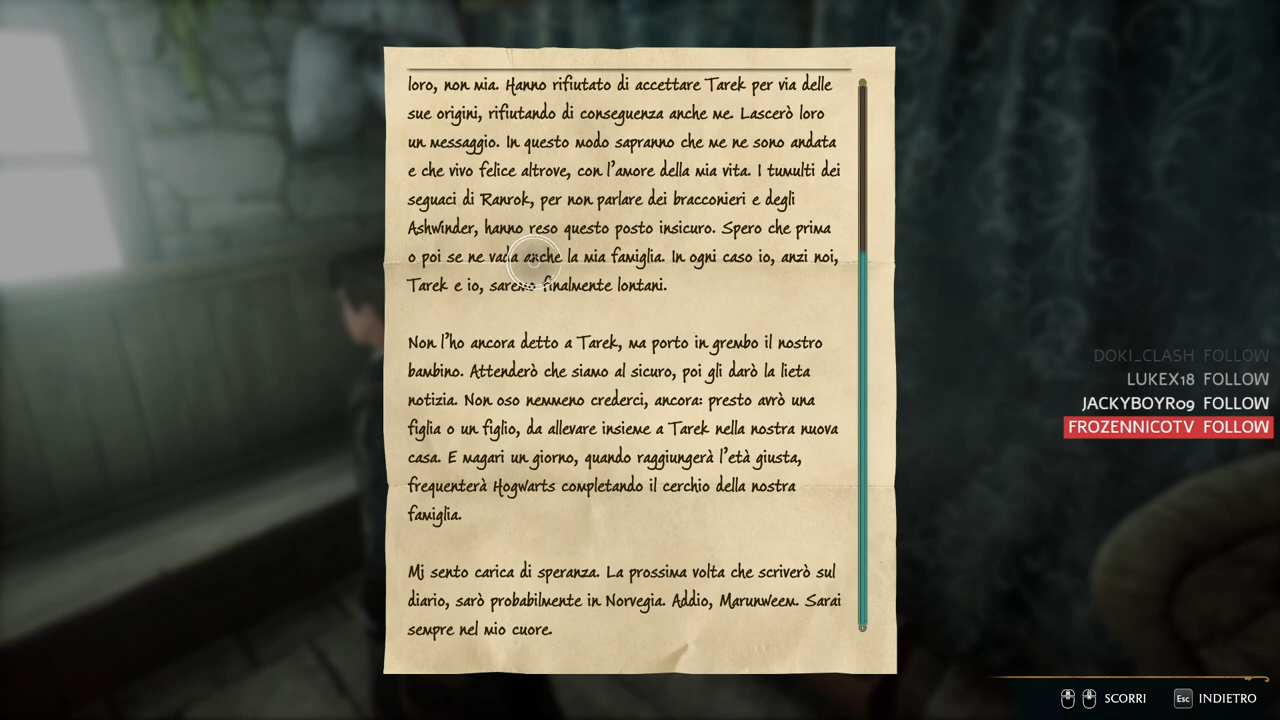 loro, non mia. Hanno rifiutato di accettare Tarek per via delle
sue origini, rifiutando di conseguenza anche me. Lascerò loro
un messaggio. In questo modo sapranno che me ne sono andata
e che vivo felice altrove, con l'amore della mia vita. I tumulti dei
seguaci di Ranrok, per non parlare dei bracconieri e degli
Ashwinder, hanno reso questo posto insicuro. Spero che prima
o poi se ne vada anche la mia famiglia. In ogni caso io, anzi noi,
Tarek e io, saremo finalmente lontani.
Non l'ho ancora detto a Tarek, ma porto in grembo il nostro
bambino. Attenderò che siamo al sicuro, poi gli darò la lieta
notizia. Non oso nemmeno crederci, ancora: presto avrò una
figlia o un figlio, da allevare insieme a Tarek nella nostra nuova
casa. E magari un giorno, quando raggiungerà l'età giusta,
frequenterà Hogwarts completando il cerchio della nostra
famiglia.
Mi sento carica di speranza. La prossima volta che scriverò sul
diario, sarò probabilmente in Norvegia. Addio, Marunweem. Sarai
sempre nel mio cuore.
DOKI_CLASH FOLLOW
LUKEX18 FOLLOW
JACKYBOYR09 FOLLOW
FROZENNICOTV FOLLOW
SCORRI
Esc INDIETRO